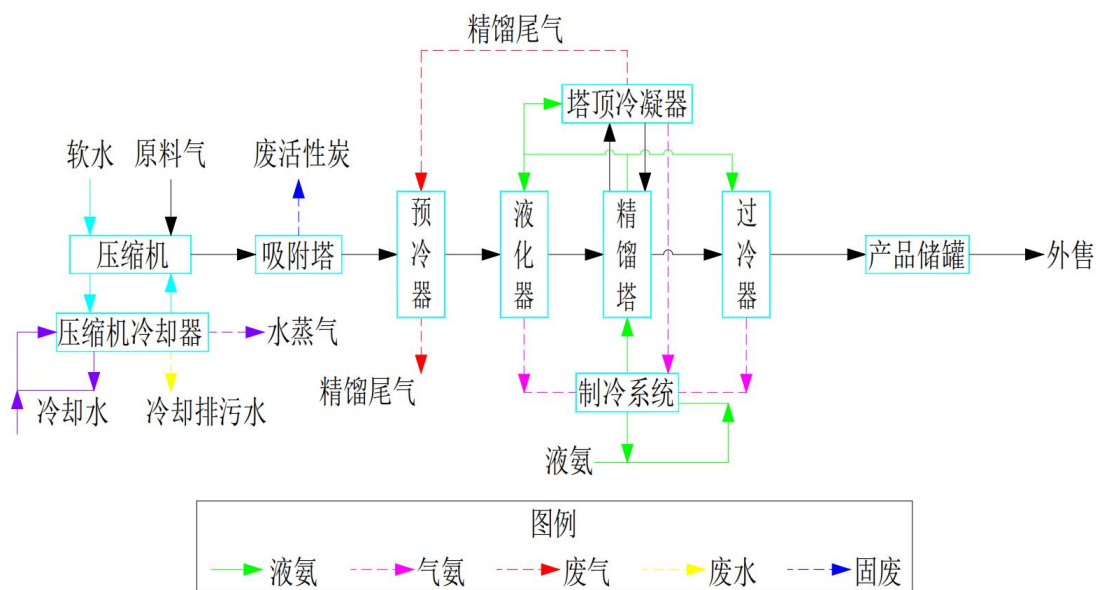 精馏尾气
塔顶冷凝器
软水
原料气
废活性炭
预冷器
液化器
精馏塔
过冷器
压缩机
吸附塔
产品储罐
外售
压缩机冷却器
水蒸气
精馏尾气
制冷系统
冷却水
冷却排污水
液氨
图例
液氨
气氨
废气
废水
固废